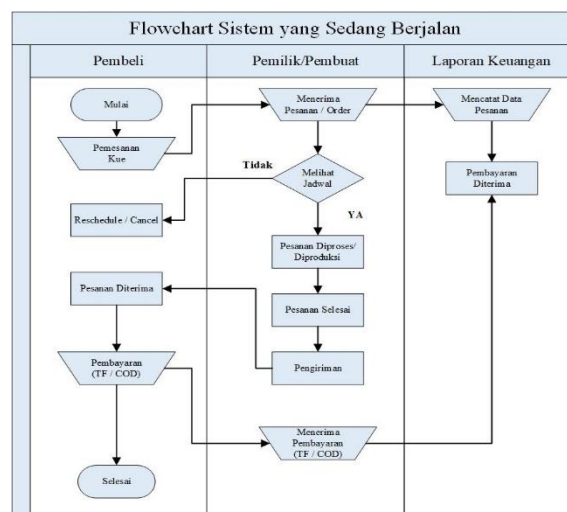 Flowchart Sistem yang Sedang Berjalan
Pembeli
Pemilik/Pembuat
Laporan Keuangan
Mulai
Menerima
Pesanan / Order
Mencatat Data
Pesanan
Pemesanan
Kue
Tidak
Melihat
Jadwal
Pembayaran
Diterima
Reschedule / Cancel
YA
Pesanan Diproses/
Diproduksi
Pesanan Diterima
Pesanan Selesai
Pembayaran
(TF / COD)
Pengiriman
Menerima
Pembayaran
(TF / COD)
Selesai